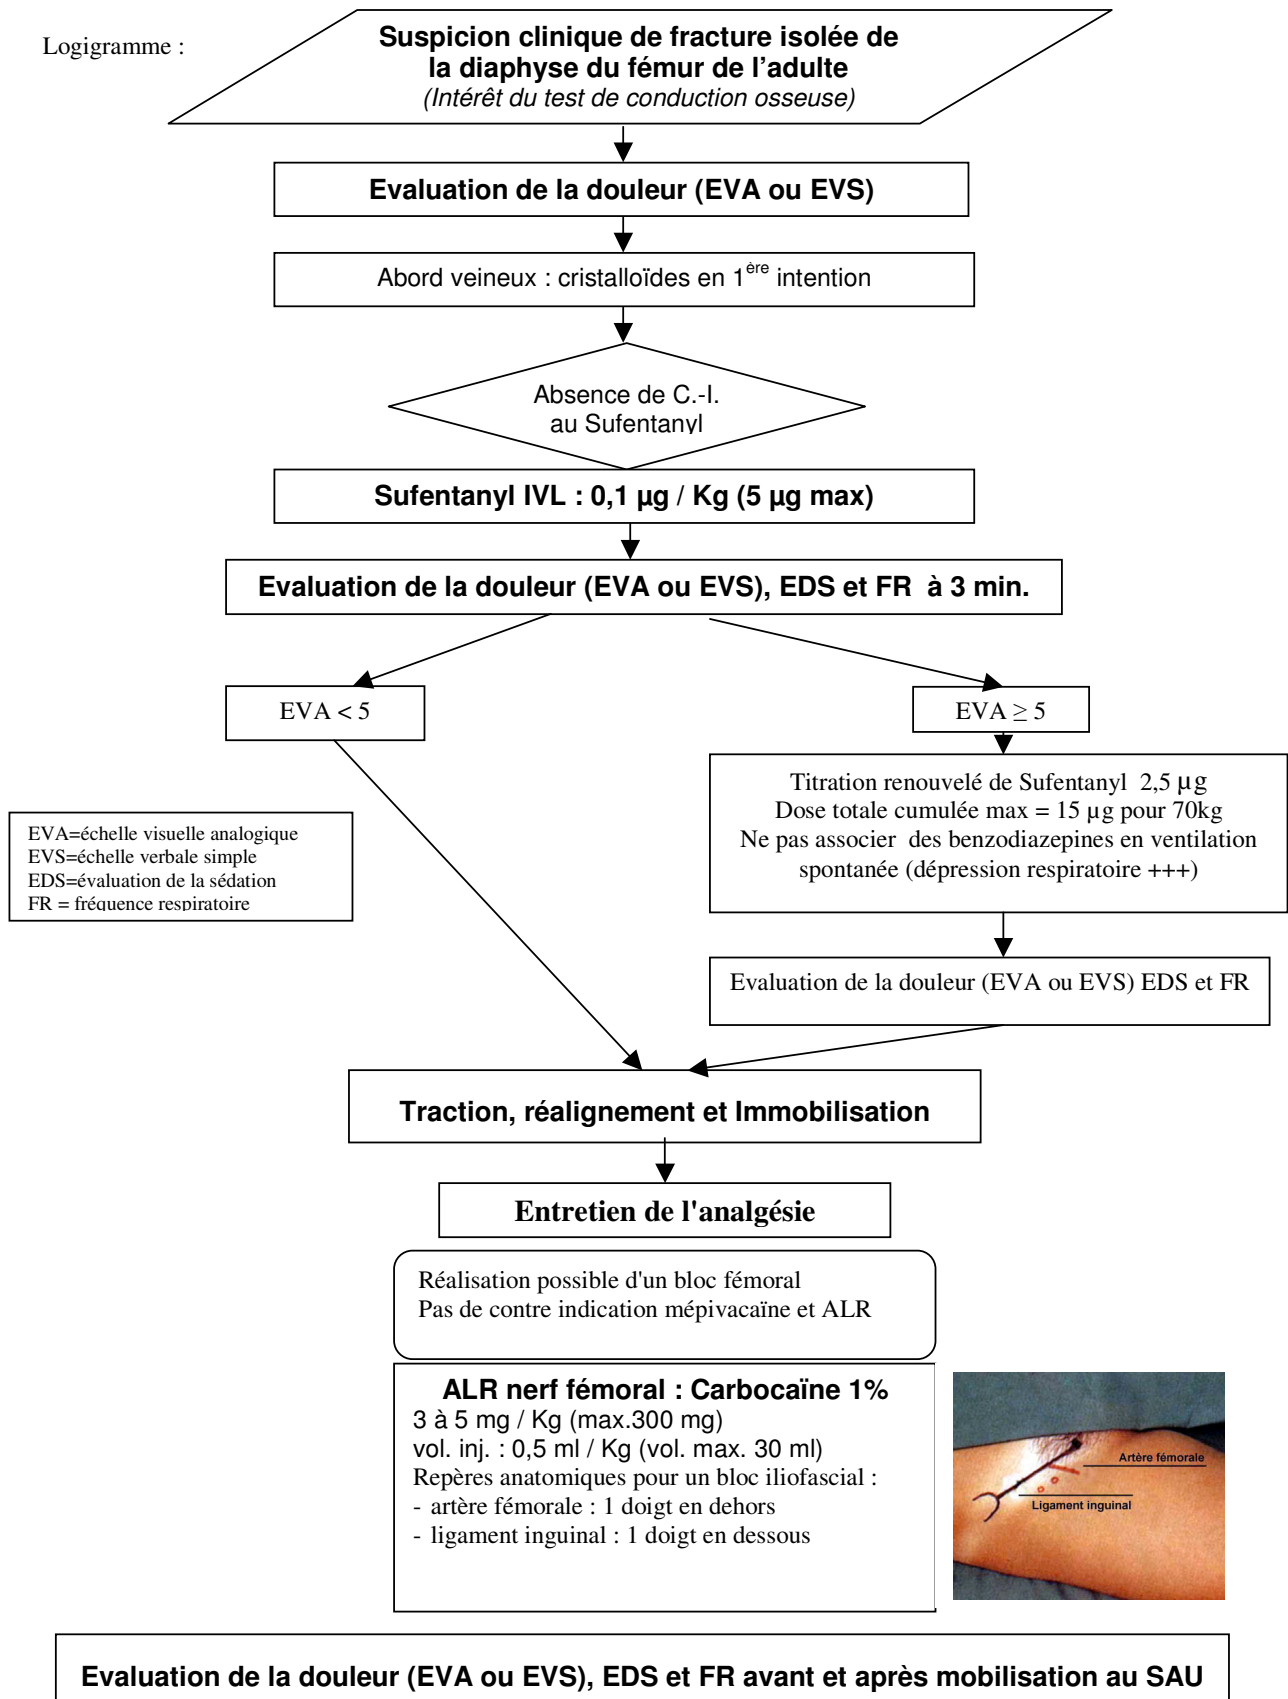 Logigramme :
Suspicion clinique de fracture isolée de
la diaphyse du fémur de l'adulte
(Intérêt du test de conduction osseuse)
Evaluation de la douleur (EVA ou EVS)
Abord veineux : cristalloïdes en 1ère intention
Absence de C.-I.
au Sufentanyl
Sufentanyl IVL : 0,1 µg / Kg (5 µg max)
Evaluation de la douleur (EVA ou EVS), EDS et FR à 3 min.
EVA < 5
EVA ≥ 5
Titration renouvelé de Sufentanyl 2,5 µg
Dose totale cumulée max = 15 µg pour 70kg
Ne pas associer des benzodiazepines en ventilation
spontanée (dépression respiratoire +++)
EVA=échelle visuelle analogique
EVS=échelle verbale simple
EDS=évaluation de la sédation
FR = fréquence respiratoire
Evaluation de la douleur (EVA ou EVS) EDS et FR
Traction, réalignement et Immobilisation
Entretien de l'analgésie
Réalisation possible d'un bloc fémoral
Pas de contre indication mépivacaïne et ALR
ALR nerf fémoral : Carbocaïne 1%
3 à 5 mg / Kg (max.300 mg)
vol. inj. : 0,5 ml / Kg (vol. max. 30 ml)
Repères anatomiques pour un bloc iliofascial :
- artère fémorale : 1 doigt en dehors
- ligament inguinal : 1 doigt en dessous
Artère fémorale
Ligament inguinal
Evaluation de la douleur (EVA ou EVS), EDS et FR avant et après mobilisation au SAU